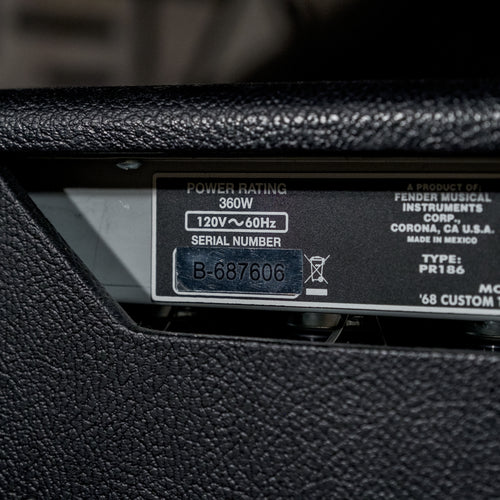 POWER RATING
360W
120V～60Hz
SERIAL NUMBER
B-687606
A PRODUCT OF:
FENDER MUSICAL
INSTRUMENTS
CORP.,
CORONA, CA U.S.A.
MADE IN MEXICO
TYPE:
PR186
MO
'68 CUSTOM